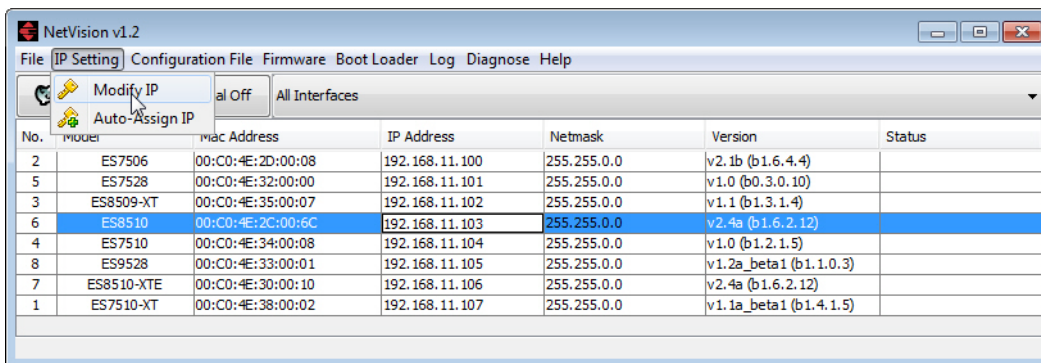 NetVision v1.2
File IP Setting Configuration File Firmware Boot Loader Log Diagnose Help
Modify IP
al Off All Interfaces
Auto-Assign IP
No. Model Mac Address IP Address Netmask Version Status
2 ES7506 00:C0:4E:2D:00:08 192.168.11.100 255.255.0.0 v2.1b (b1.6.4.4)
5 ES7528 00:C0:4E:32:00:00 192.168.11.101 255.255.0.0 v1.0 (b0.3.0.10)
3 ES8509-XT 00:C0:4E:35:00:07 192.168.11.102 255.255.0.0 v1.1 (b1.3.1.4)
6 ES8510 00:C0:4E:2C:00:6C 192.168.11.103 255.255.0.0 v2.4a (b1.6.2.12)
4 ES7510 00:C0:4E:34:00:08 192.168.11.104 255.255.0.0 v1.0 (b1.2.1.5)
8 ES9528 00:C0:4E:33:00:01 192.168.11.105 255.255.0.0 v1.2a_beta1 (b1.1.0.3)
7 ES8510-XTE 00:C0:4E:30:00:10 192.168.11.106 255.255.0.0 v2.4a (b1.6.2.12)
1 ES7510-XT 00:C0:4E:38:00:02 192.168.11.107 255.255.0.0 v1.1a_beta1 (b1.4.1.5)